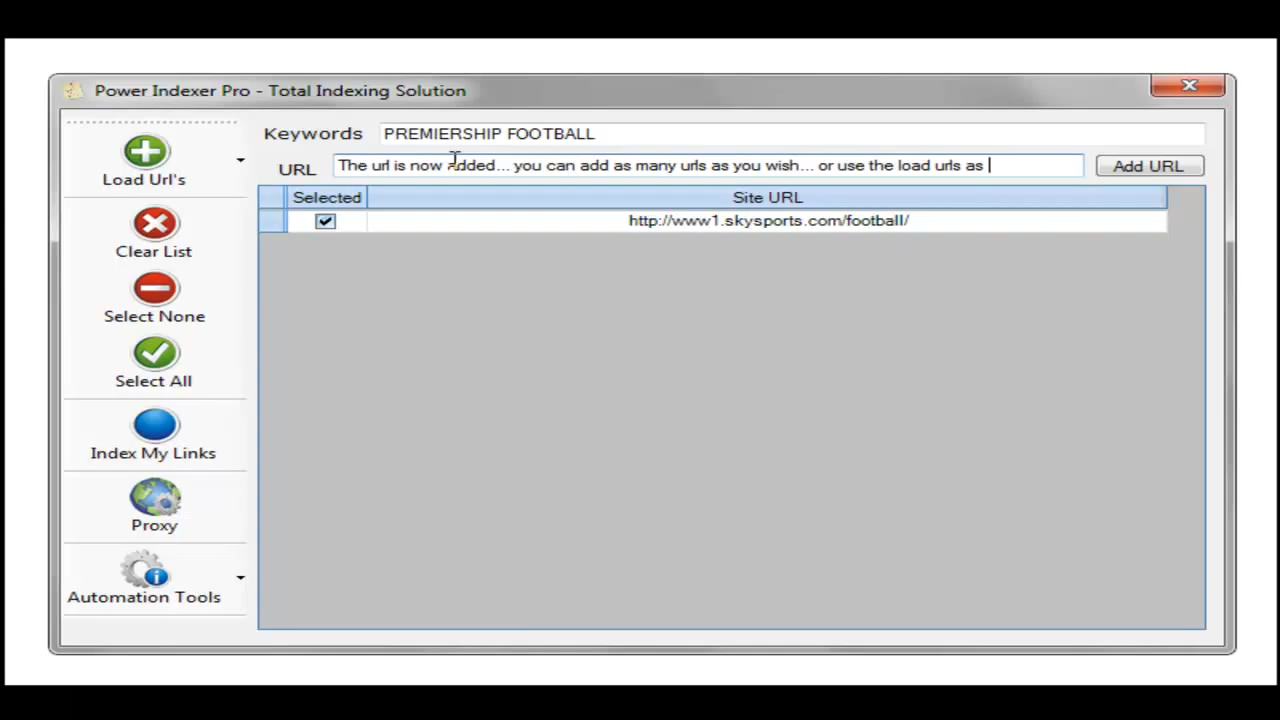 Power Indexer Pro - Total Indexing Solution
Keywords PREMIERSHIP FOOTBALL
URL The url is now added... you can add as many urls as you wish... or use the load urls as
Add URL
Selected Site URL
http://www1.skysports.com/football/
Load Url's
Clear List
Select None
Select All
Index My Links
Proxy
Automation Tools